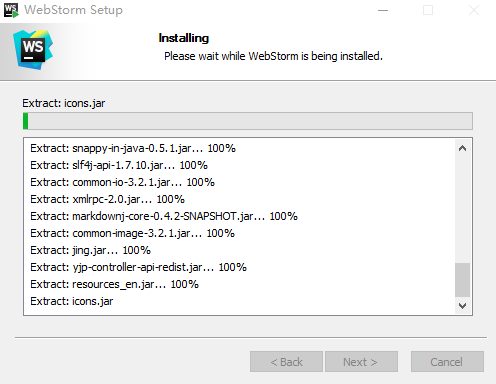 WebStorm Setup
WS
Installing
Please wait while WebStorm is being installed.
Extract: icons.jar
Extract: snappy-in-java-0.5.1.jar... 100%
Extract: slf4j-api-1.7.10.jar... 100%
Extract: common-io-3.2.1.jar... 100%
Extract: xmlrpc-2.0.jar... 100%
Extract: markdownj-core-0.4.2-SNAPSHOT.jar... 100%
Extract: common-image-3.2.1.jar... 100%
Extract: jing.jar... 100%
Extract: yjp-controller-api-redist.jar... 100%
Extract: resources_en.jar... 100%
Extract: icons.jar
< Back Next > Cancel